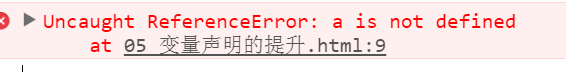 Uncaught ReferenceError: a is not defined
at 05 变量声明的提升.html:9